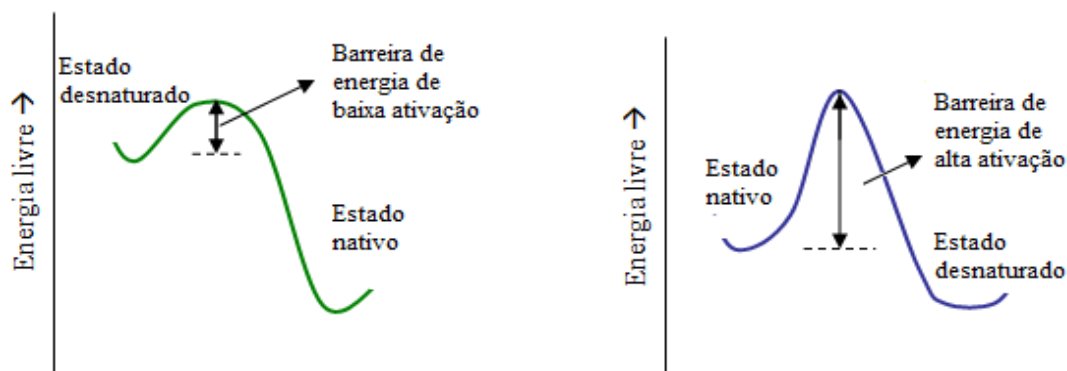 Energia livre →
Estado
desnaturado
Barreira de
energia de
baixa ativação
Estado
nativo
Energia livre →
Estado
nativo
Barreira de
energia de
alta ativação
Estado
desnaturado